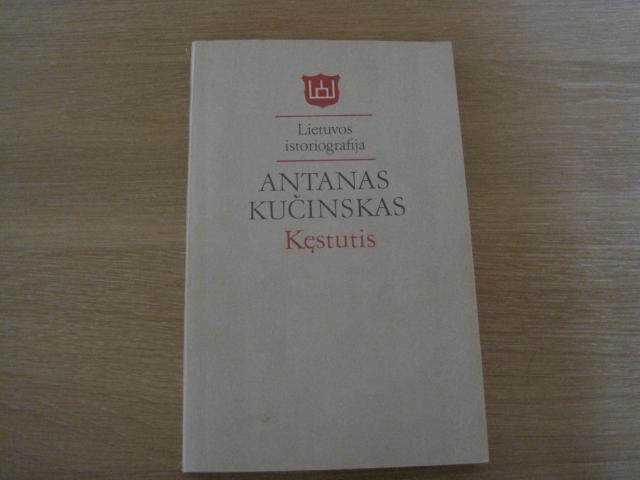 Lietuvos
istoriografija
ANTANAS
KUČINSKAS
Kęstutis